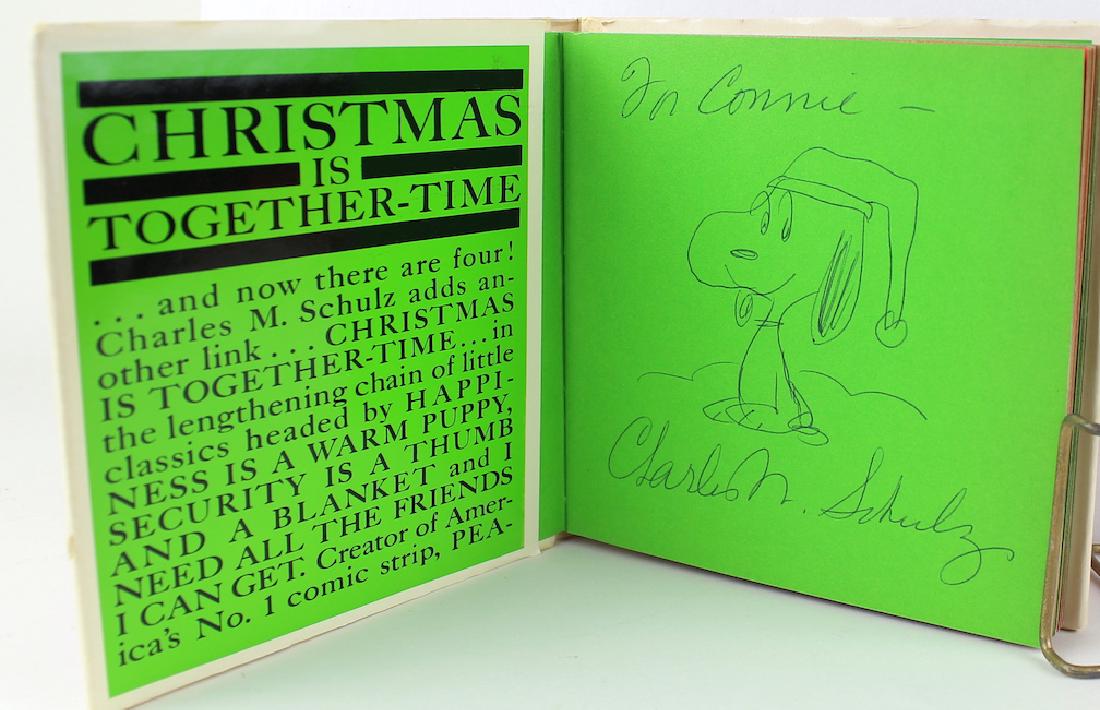 CHRISTMAS
IS
TOGETHER-TIME
. . . and now there are four!
Charles M. Schulz adds an-
other link . . . CHRISTMAS
IS TOGETHER-TIME . . . in
the lengthening chain of little
classics headed by HAPPI-
NESS IS A WARM PUPPY,
SECURITY IS A THUMB
AND A BLANKET and I
NEED ALL THE FRIENDS
I CAN GET. Creator of Amer-
ica's No. 1 comic strip, PEA-
For Connie —
Charles M. Schulz